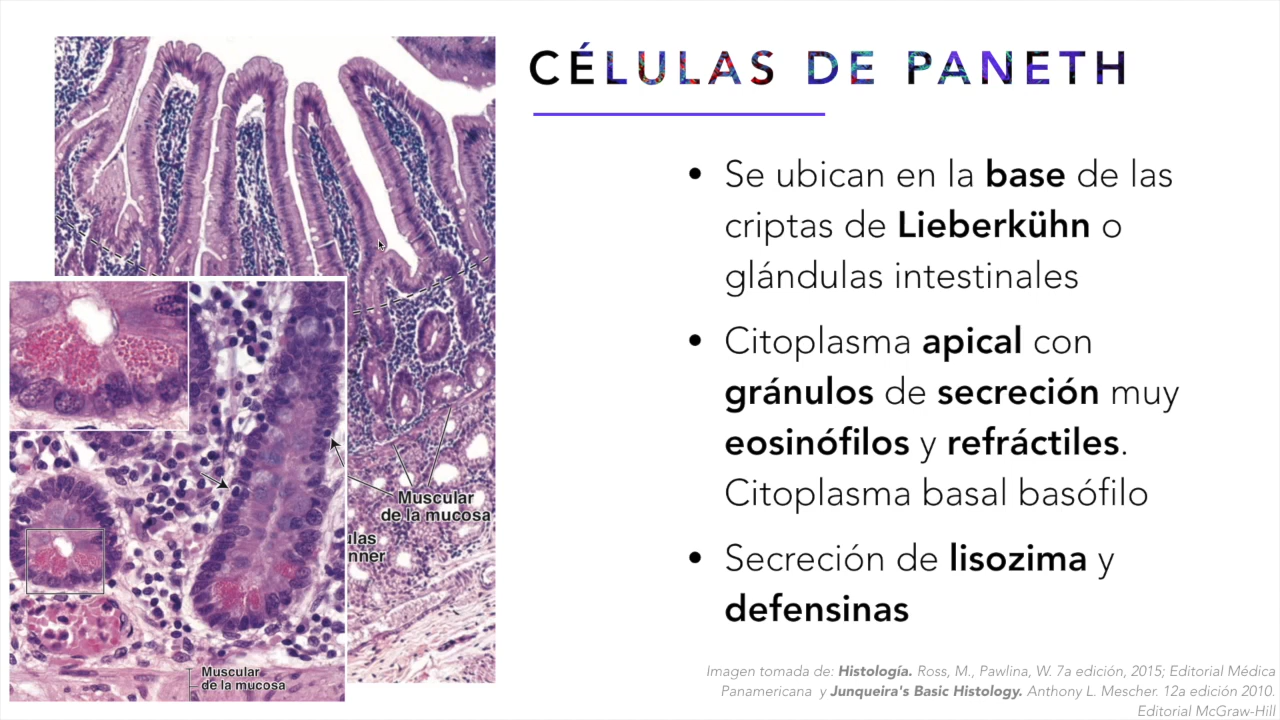 CÉLULAS DE PANETH
• Se ubican en la base de las
criptas de Lieberkühn o
glándulas intestinales
• Citoplasma apical con
gránulos de secreción muy
eosinófilos y refráctiles.
Citoplasma basal basófilo
• Secreción de lisozima y
defensinas
Muscular
de la mucosa
ulas
nner
Muscular
de la mucosa
Imagen tomada de: Histología. Ross, M., Pawlina, W. 7a edición, 2015; Editorial Médica
Panamericana y Junqueira's Basic Histology. Anthony L. Mescher. 12a edición 2010.
Editorial McGraw-Hill